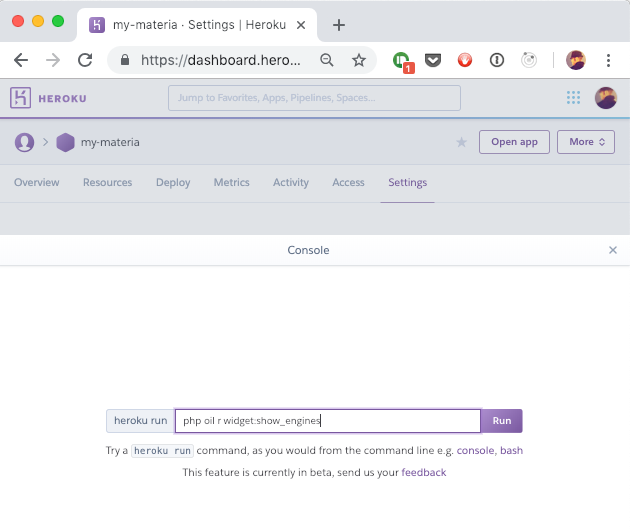 my-materia · Settings | Heroku
https://dashboard.hero...
1
HEROKU
Jump to Favorites, Apps, Pipelines, Spaces...
my-materia
Open app
More
Overview Resources Deploy Metrics Activity Access Settings
Console
heroku run php oil r widget:show_engines Run
Try a heroku run command, as you would from the command line e.g. console, bash
This feature is currently in beta, send us your feedback